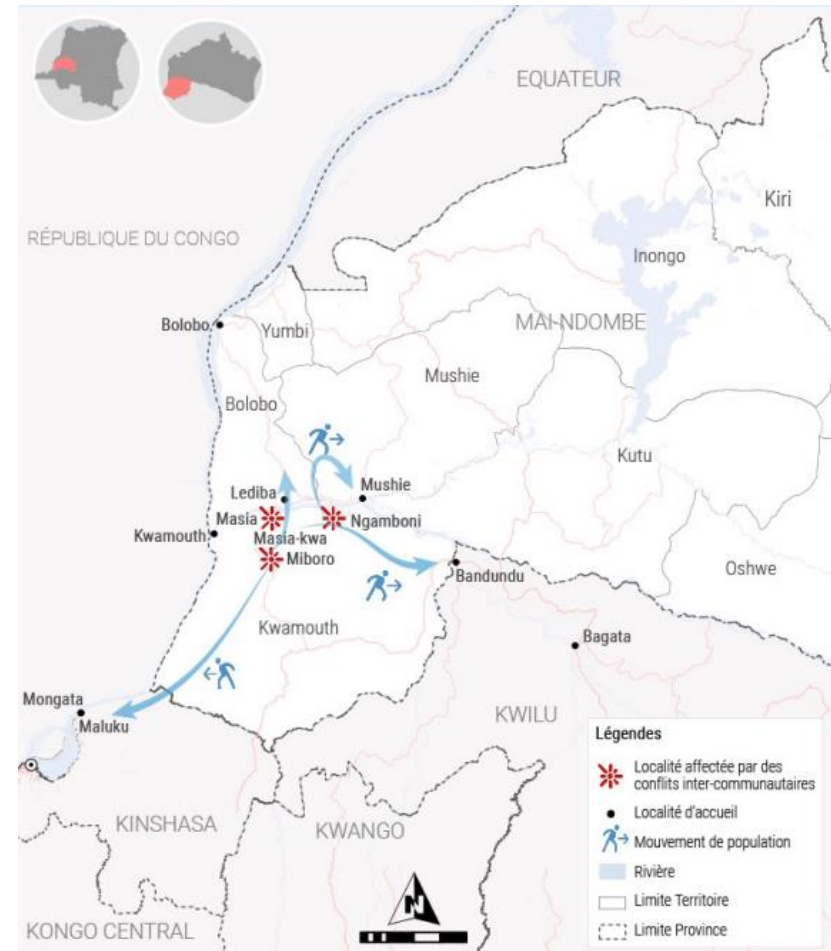 EQUATEUR
Kiri
RÉPUBLIQUE DU CONGO
Inongo
Bolobo
Yumbi
MAI-NDOMBE
Mushie
Bolobo
Kutu
Lediba
Mushie
Masia
Ngamboni
Kwamouth
Masia-kwa
Miboro
Bandundu
Oshwe
Kwamouth
Bagata
Mongata
Maluku
KWILU
Légendes
Localité affectée par des
conflits inter-communautaires
Localité d'accueil
Mouvement de population
Rivière
Limite Territoire
Limite Province
KINSHASA
KWANGO
N
KONGO CENTRAL